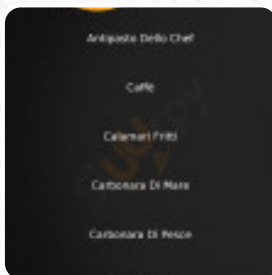 Antipasto Dello Chef
Caffè
Calamari Fritti
Carbonara Di Mare
Carbonara Di Pesce